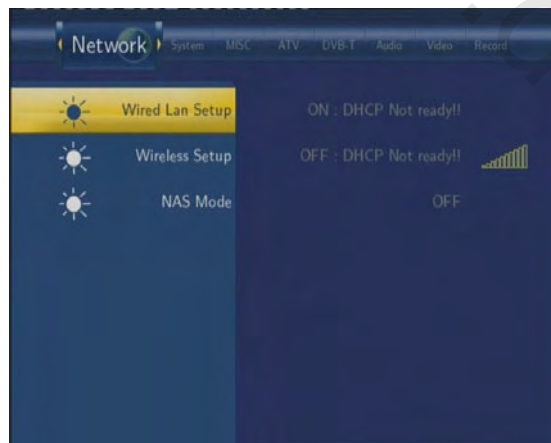 Network System MISC ATV DVB-T Audio Video Record
Wired Lan Setup ON : DHCP Not ready!!
Wireless Setup OFF : DHCP Not ready!!
NAS Mode OFF